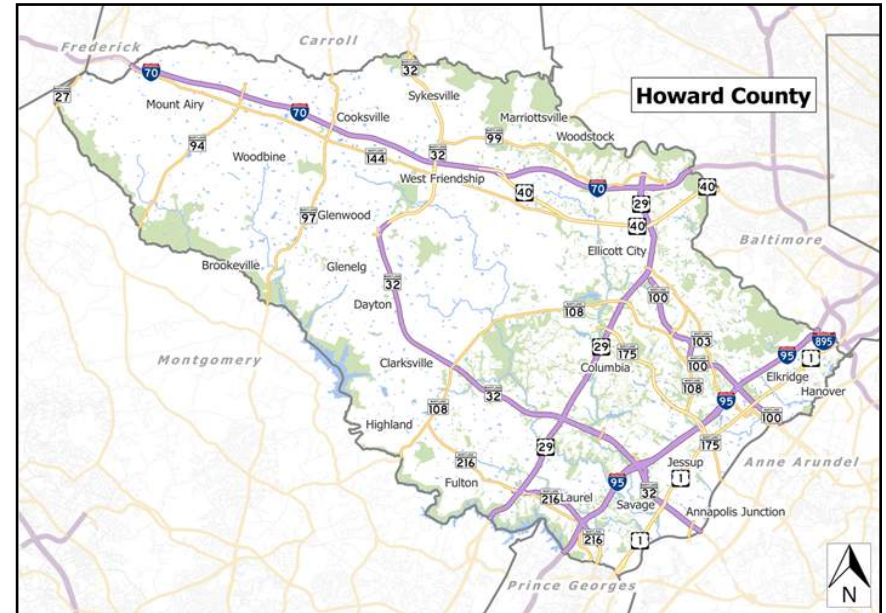 Frederick
Carroll
32
70
27
Mount Airy
Sykesville
Howard County
70
Cooksville
Marriottsville
Woodstock
94
99
Woodbine
144
32
West Friendship
40
70
29
40
97
Glenwood
40
Ellicott City
Baltimore
Brookeville
Glenelg
32
100
Dayton
108
Montgomery
Clarksville
29
175
103
Columbia
100
95
895
1
Elkridge
32
108
Hanover
108
95
100
Highland
29
175
216
Jessup
Anne Arundel
Fulton
95
1
216
Laurel
32
Savage
Annapolis Junction
216
1
Prince Georges
N